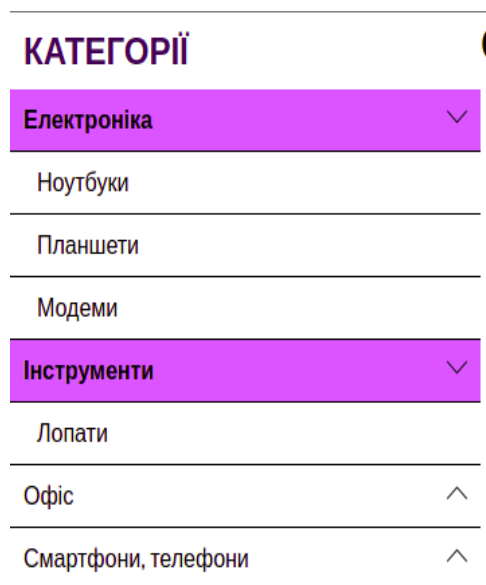 КАТЕГОРІЇ
Електроніка
Ноутбуки
Планшети
Модеми
Інструменти
Лопати
Офіс
Смартфони, телефони